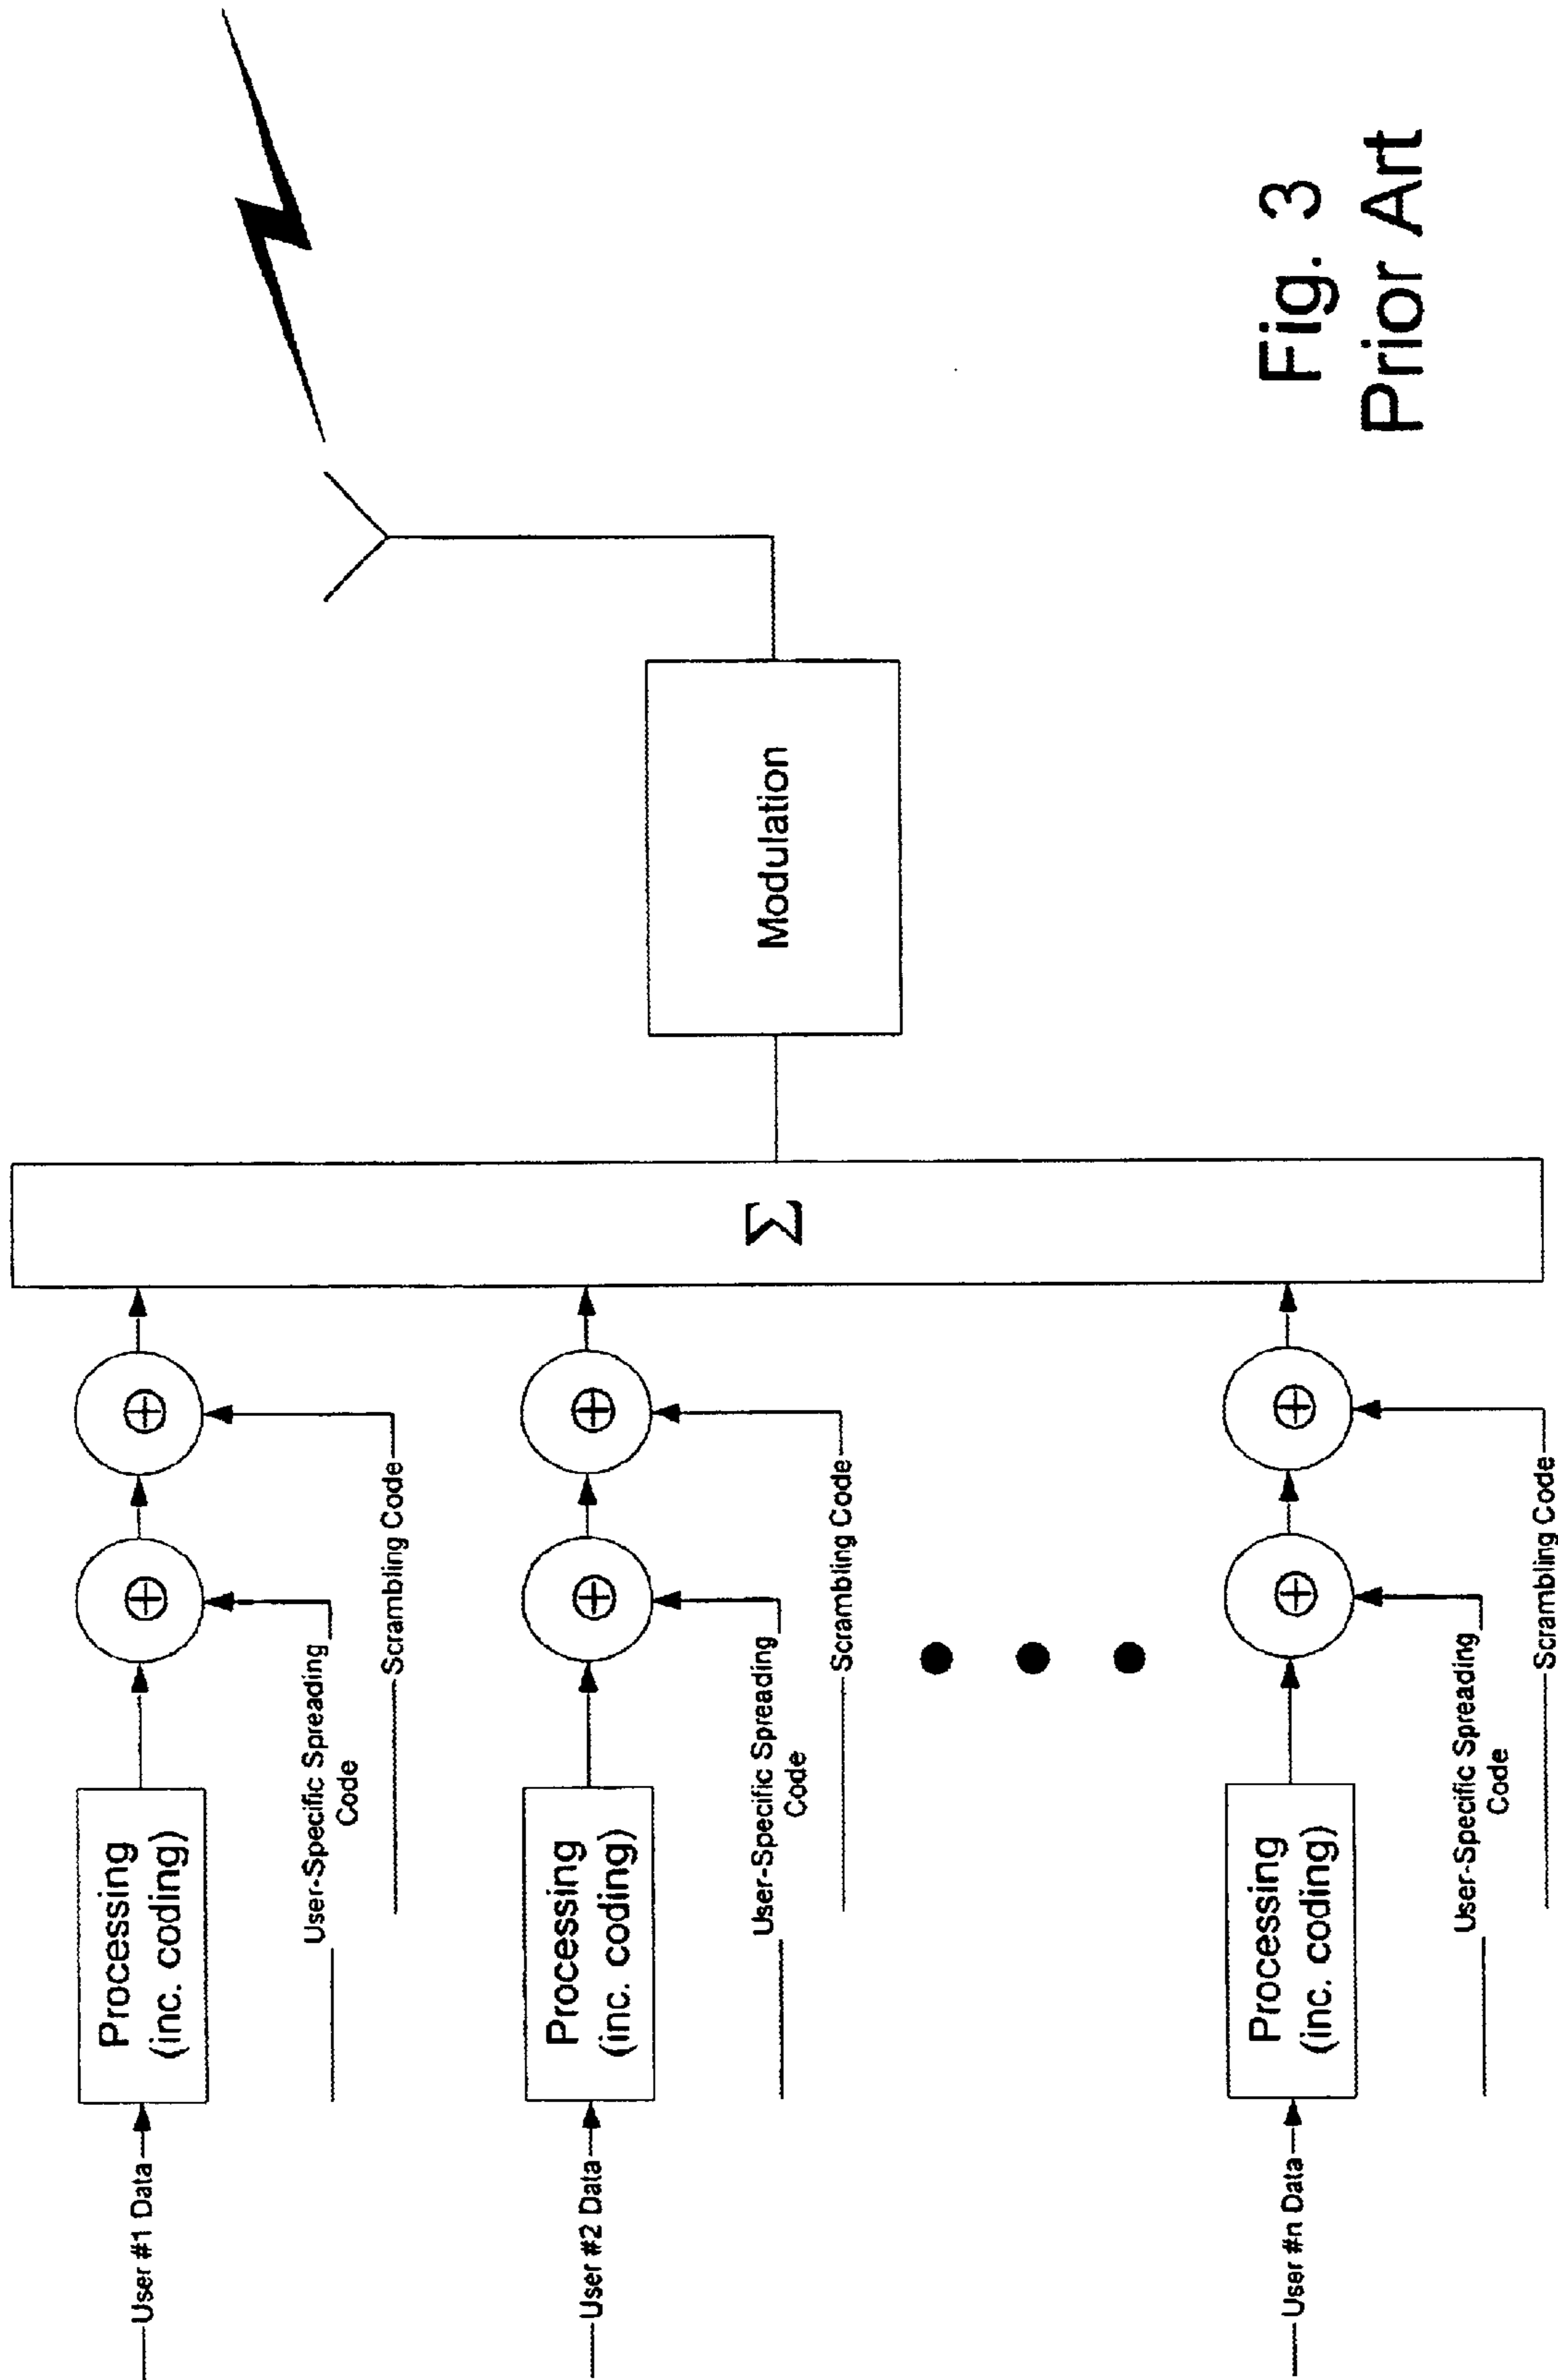 User #1 Data
Processing
(inc. coding)
⊕
⊕
User-Specific Spreading
Code
Scrambling Code
User #2 Data
Processing
(inc. coding)
⊕
⊕
User-Specific Spreading
Code
Scrambling Code
User #n Data
Processing
(inc. coding)
⊕
⊕
User-Specific Spreading
Code
Scrambling Code
Σ
Modulation
Fig. 3
Prior Art